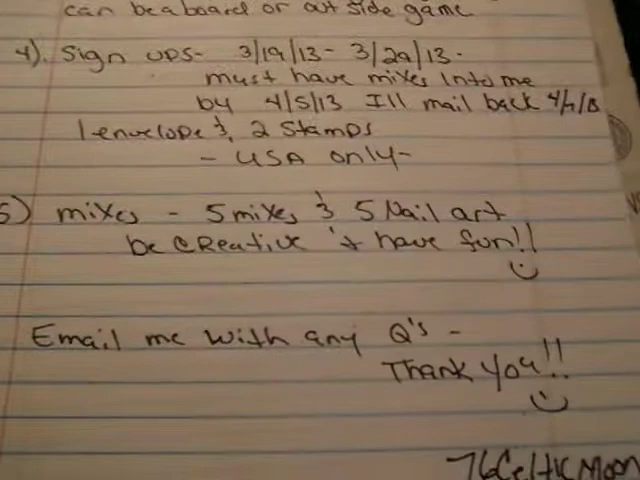 can be a board or out side game
4). Sign ups- 3/19/13 - 3/29/13.
must have mixes into me
by 4/5/13 I'll mail back
1 envelope & 2 stamps
- USA only-
5) mixes - 5 mixes & 5 Nail art
be creative & have fun!!
Email me with any Q's -
Thank you!!
76CelticMoon